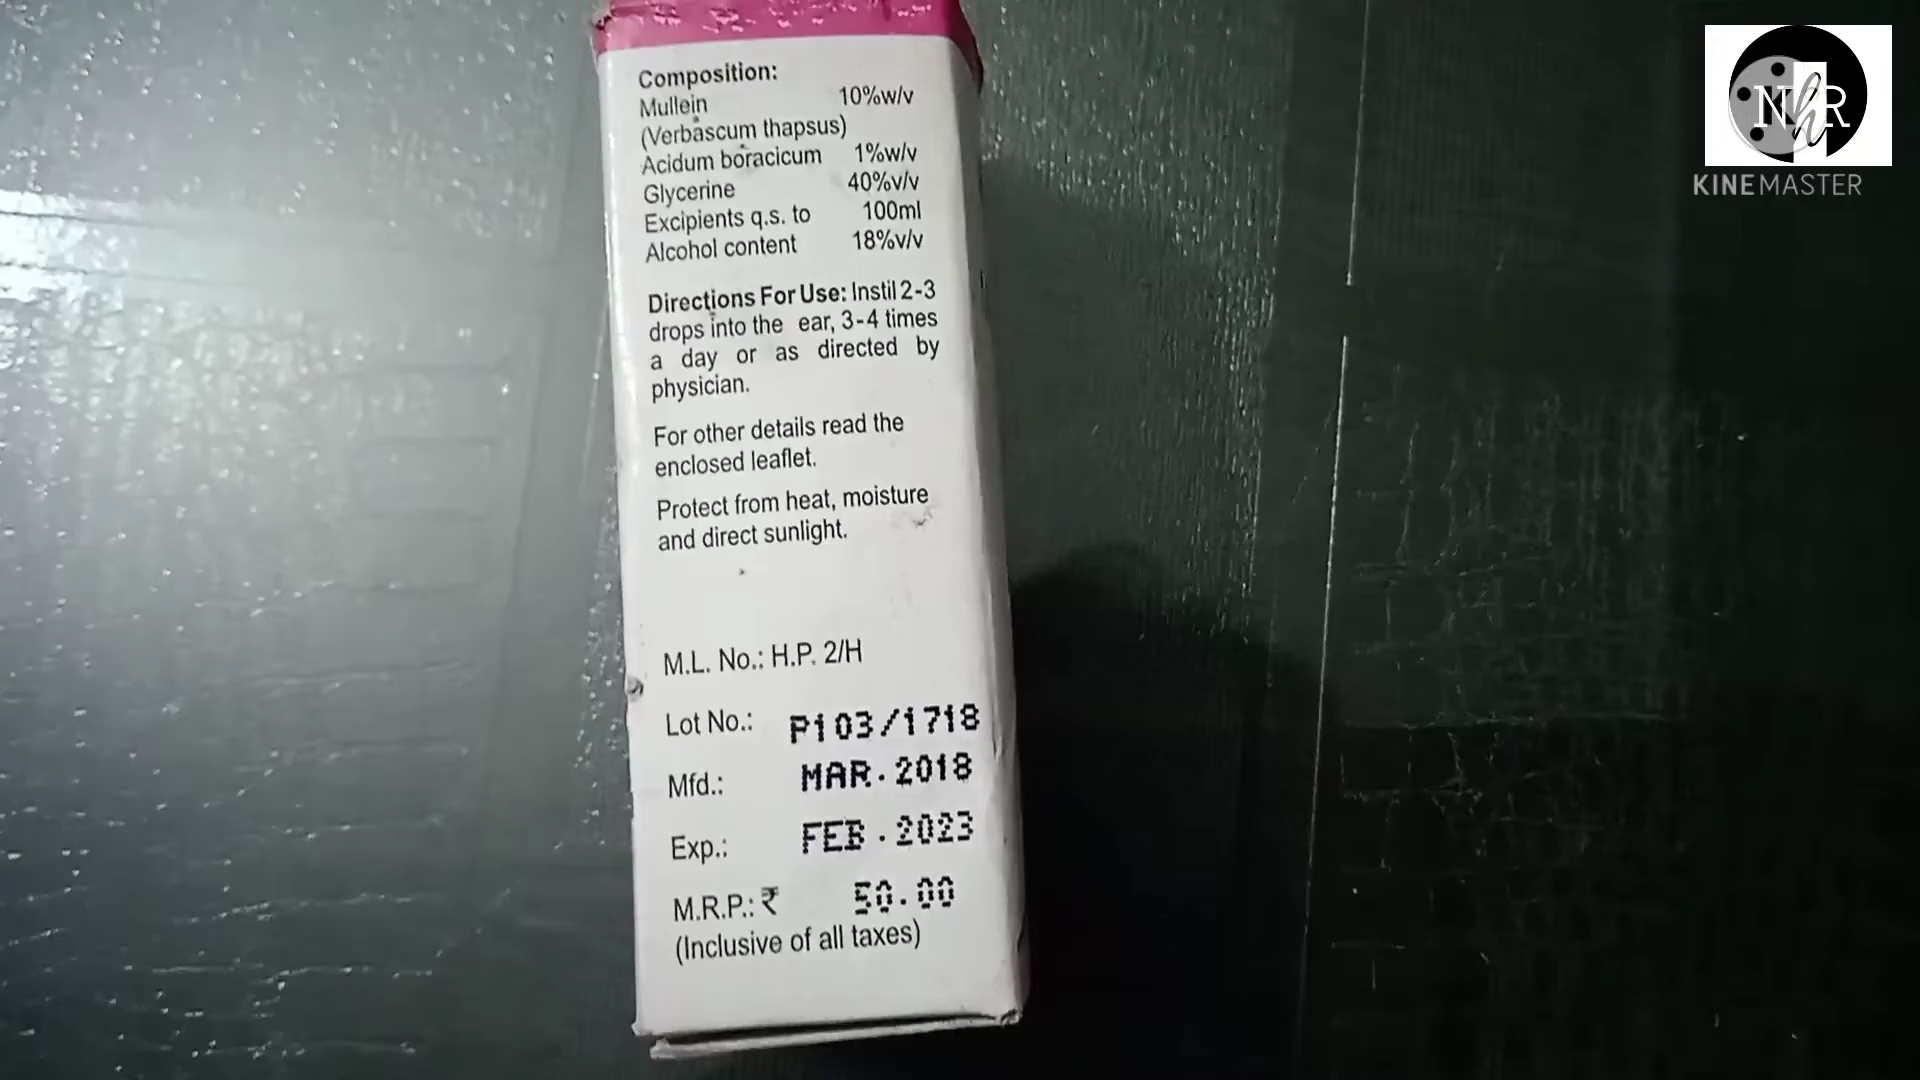 Composition:
Mullein 10%w/v
(Verbascum thapsus)
Acidum boracicum 1%w/v
Glycerine 40%v/v
Excipients q.s. to 100ml
Alcohol content 18%v/v
Directions For Use: Instil 2-3
drops into the ear, 3-4 times
a day or as directed by
physician.
For other details read the
enclosed leaflet.
Protect from heat, moisture
and direct sunlight.
M.L. No.: H.P. 2/H
Lot No.: P103/1718
Mfd.: MAR.2018
Exp.: FEB.2023
M.R.P.: ₹ 50.00
(Inclusive of all taxes)
NhR
KINEMASTER